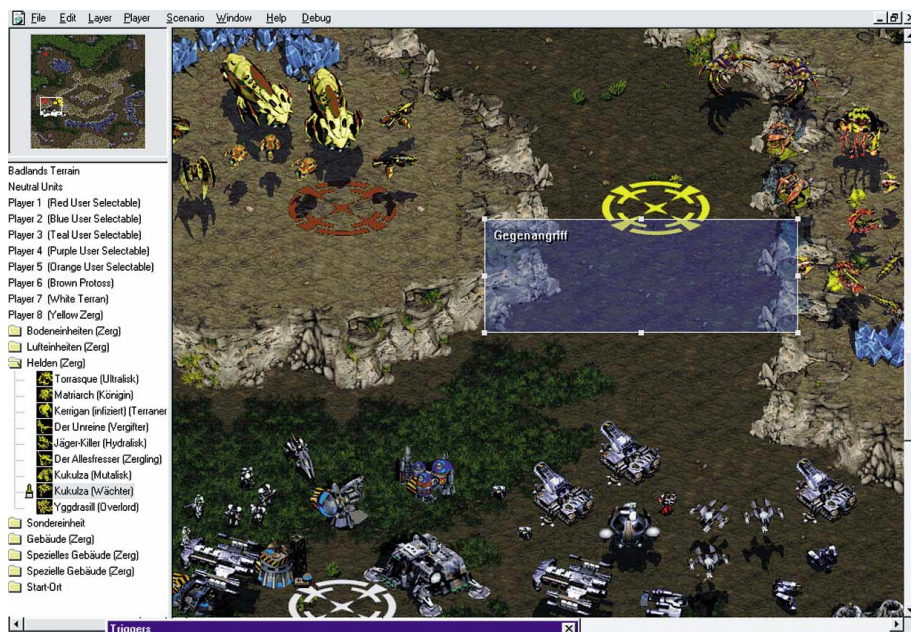 File Edit Layer Player Scenario Window Help Debug
Badlands Terrain
Neutral Units
Player 1 (Red User Selectable)
Player 2 (Blue User Selectable)
Player 3 (Teal User Selectable)
Player 4 (Purple User Selectable)
Player 5 (Orange User Selectable)
Player 6 (Brown Protoss)
Player 7 (White Terran)
Player 8 (Yellow Zerg)
Bodeneinheiten (Zerg)
Lufteinheiten (Zerg)
Helden (Zerg)
Torrasque (Ultralisk)
Matriarch (Königin)
Kerrigan (infiziert) (Terraner
Der Unreine (Vergifter)
Jäger-Killer (Hydralisk)
Der Allesfresser (Zergling)
Kukulza (Mutalisk)
Kukulza (Wächter)
Yggdrasill (Overlord)
Sondereinheit
Gebäude (Zerg)
Spezielles Gebäude (Zerg)
Spezielle Gebäude (Zerg)
Start-Ort
Gegenangriff
Triggers